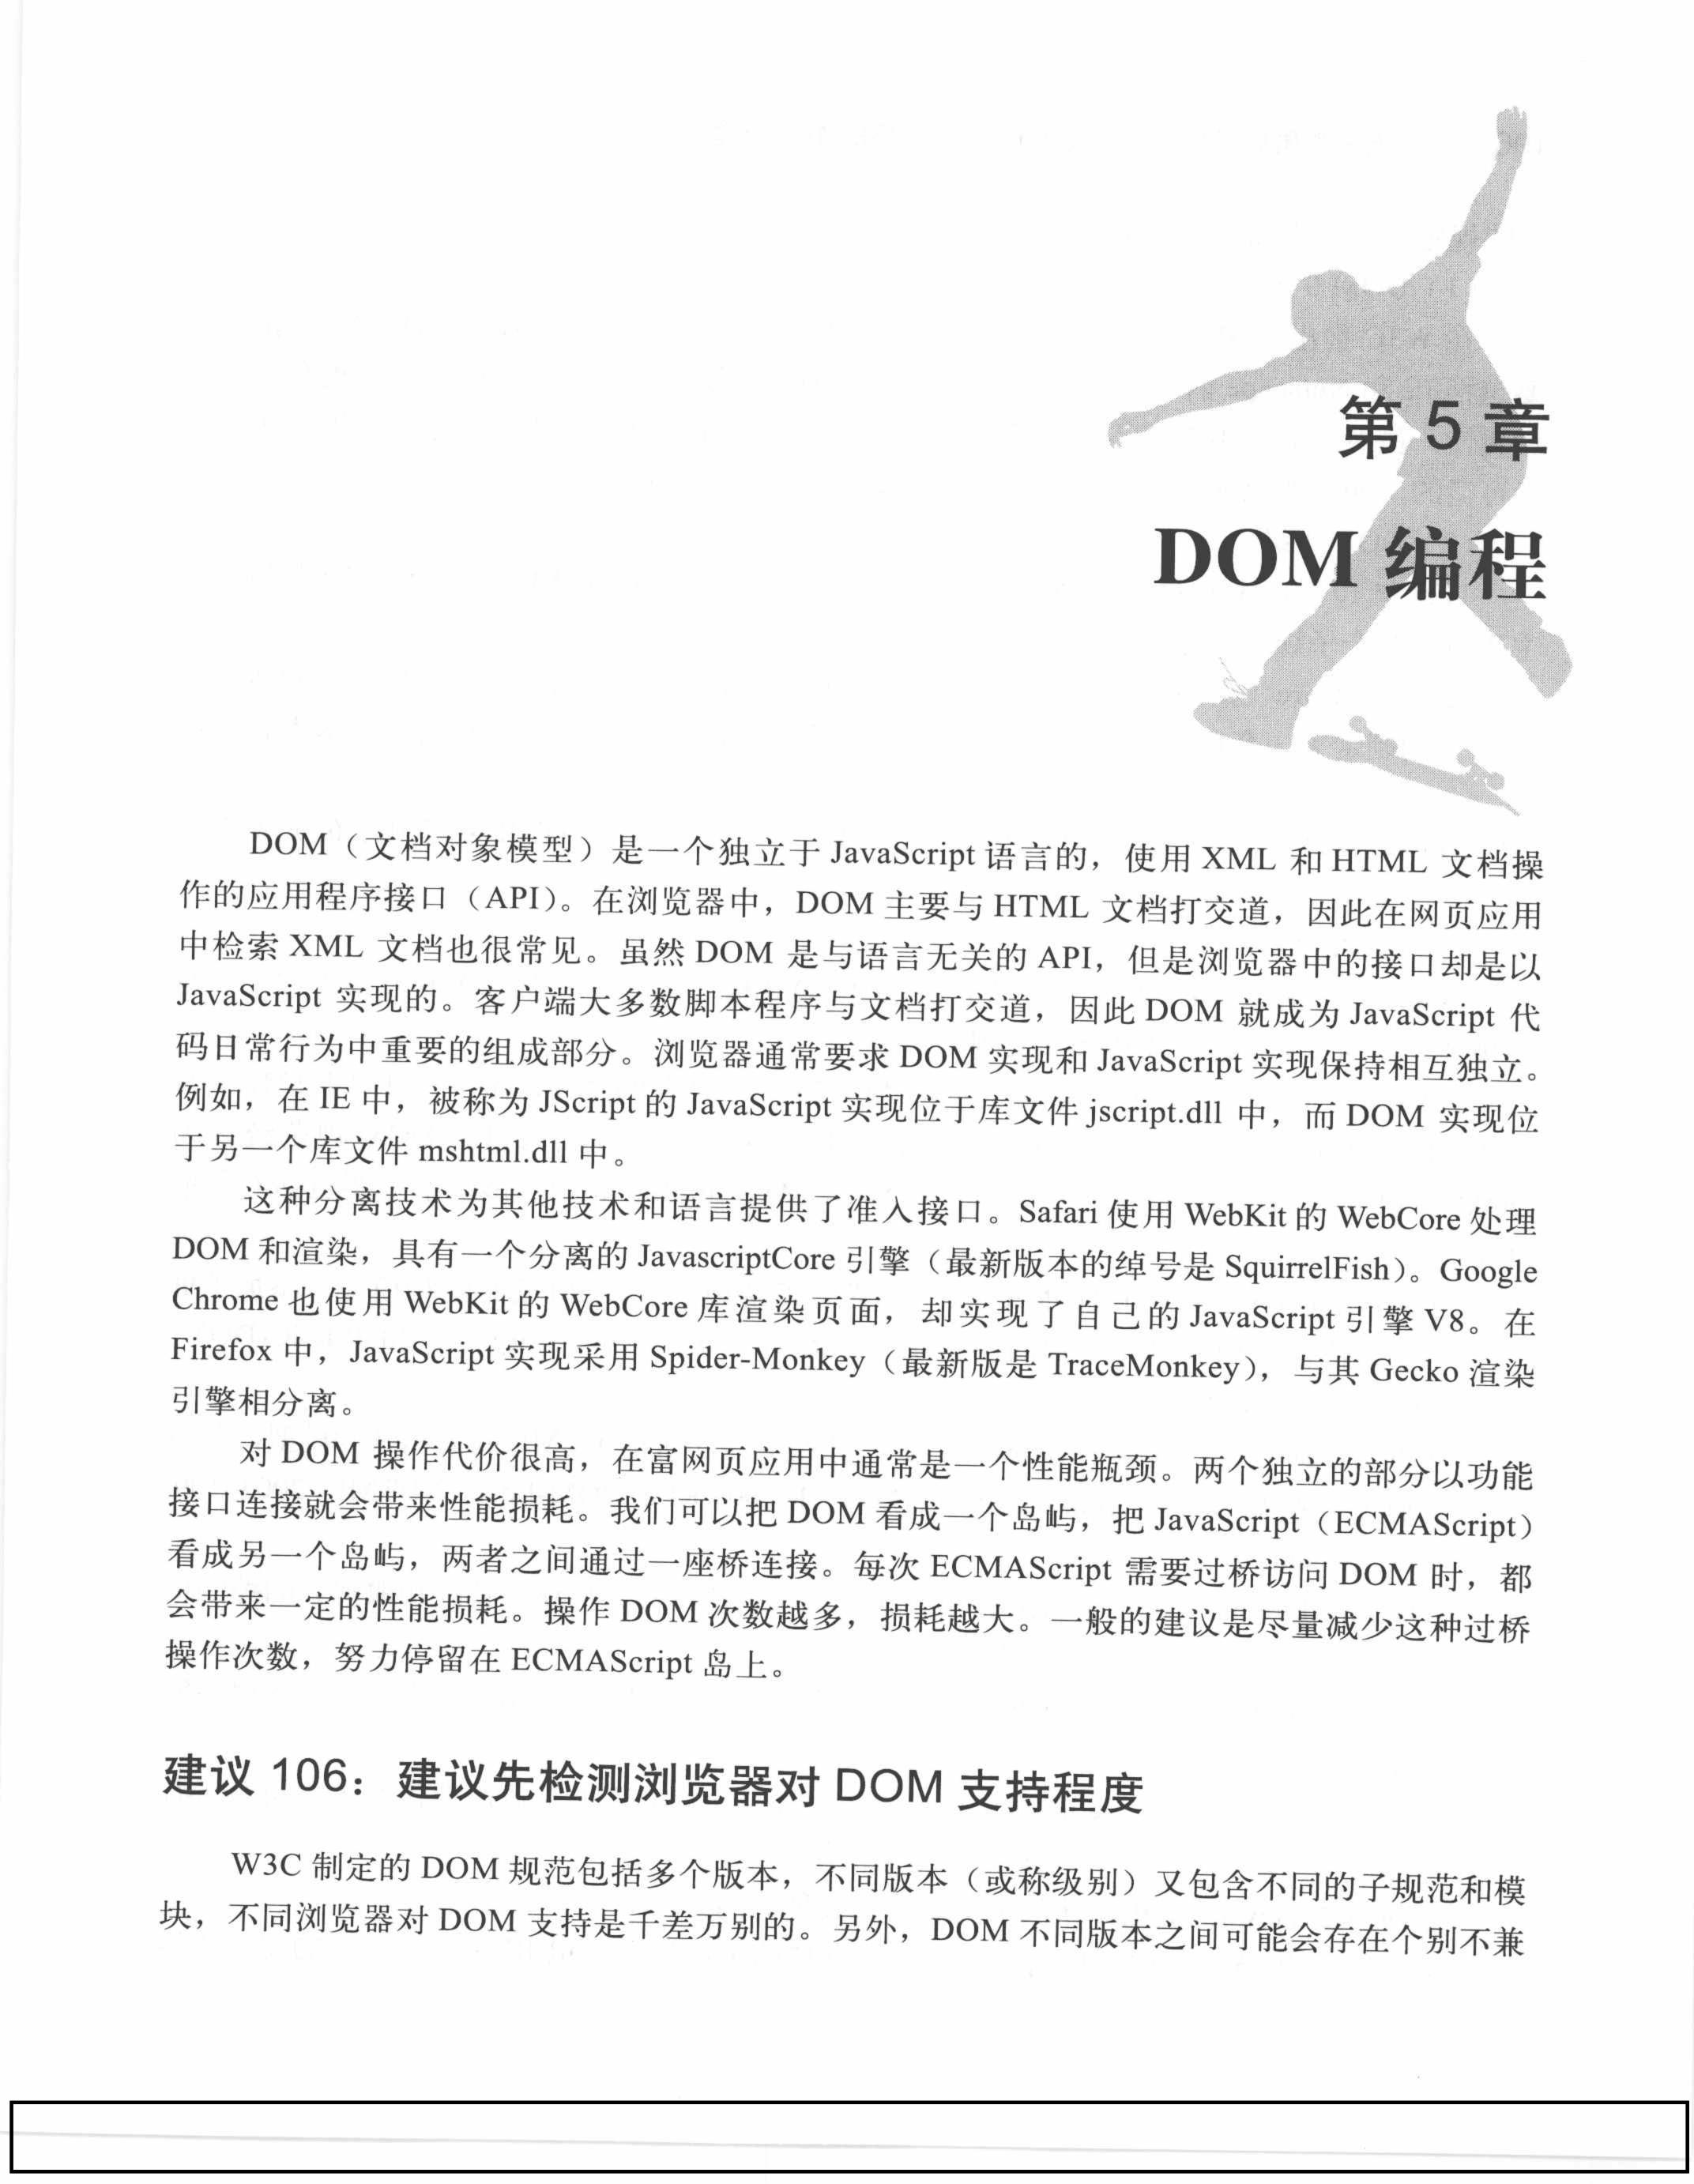 第 5 章
DOM 编程
DOM（文档对象模型）是一个独立于 JavaScript 语言的，使用 XML 和 HTML 文档操
作的应用程序接口（API）。在浏览器中，DOM 主要与 HTML 文档打交道，因此在网页应用
中检索 XML 文档也很常见。虽然 DOM 是与语言无关的 API，但是浏览器中的接口却是以
JavaScript 实现的。客户端大多数脚本程序与文档打交道，因此 DOM 就成为 JavaScript 代
码日常行为中重要的组成部分。浏览器通常要求 DOM 实现和 JavaScript 实现保持相互独立。
例如，在 IE 中，被称为 JScript 的 JavaScript 实现位于库文件 jscript.dll 中，而 DOM 实现位
于另一个库文件 mshtml.dll 中。
这种分离技术为其他技术和语言提供了准入接口。Safari 使用 WebKit 的 WebCore 处理
DOM 和渲染，具有一个分离的 JavascriptCore 引擎（最新版本的绰号是 SquirrelFish）。Google
Chrome 也使用 WebKit 的 WebCore 库渲染页面，却实现了自己的 JavaScript 引擎 V8。在
Firefox 中，JavaScript 实现采用 Spider-Monkey（最新版是 TraceMonkey），与其 Gecko 渲染
引擎相分离。
对 DOM 操作代价很高，在富网页应用中通常是一个性能瓶颈。两个独立的部分以功能
接口连接就会带来性能损耗。我们可以把 DOM 看成一个岛屿，把 JavaScript（ECMAScript）
看成另一个岛屿，两者之间通过一座桥连接。每次 ECMAScript 需要过桥访问 DOM 时，都
会带来一定的性能损耗。操作 DOM 次数越多，损耗越大。一般的建议是尽量减少这种过桥
操作次数，努力停留在 ECMAScript 岛上。
建议 106：建议先检测浏览器对 DOM 支持程度
W3C 制定的 DOM 规范包括多个版本，不同版本（或称级别）又包含不同的子规范和模
块，不同浏览器对 DOM 支持是千差万别的。另外，DOM 不同版本之间可能会存在个别不兼